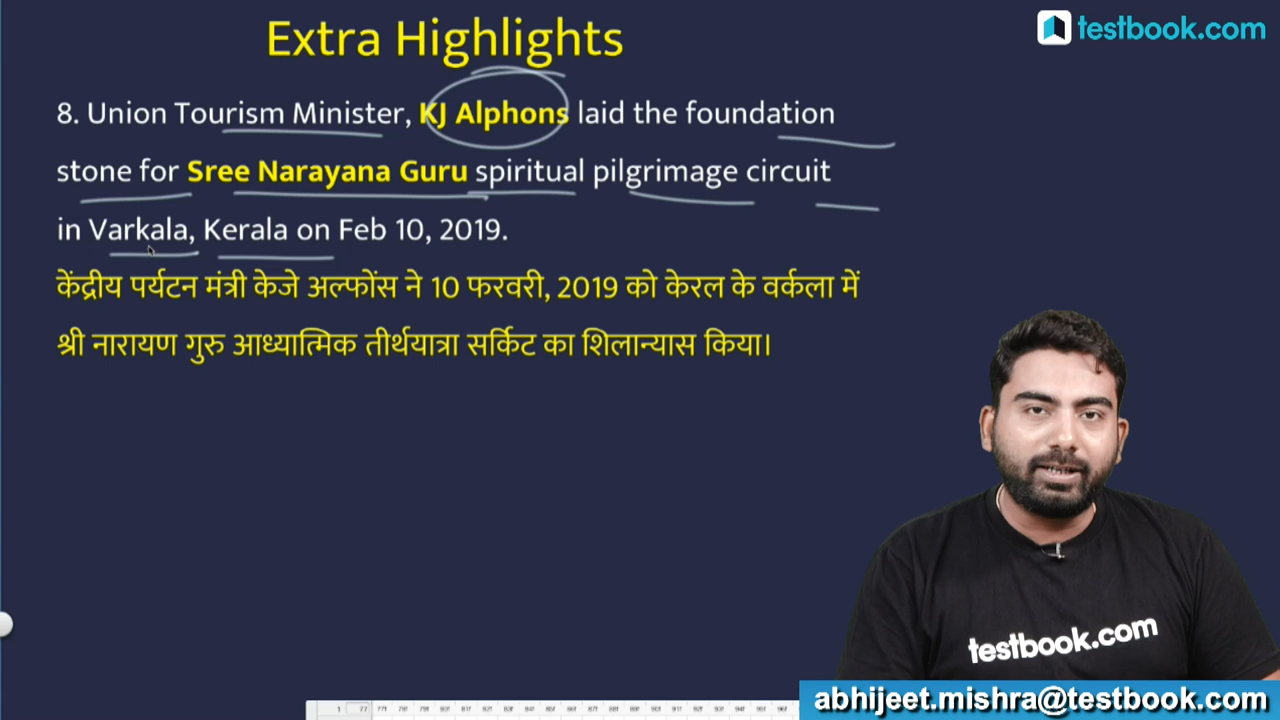 Extra Highlights
testbook.com
8. Union Tourism Minister, KJ Alphons laid the foundation
stone for Sree Narayana Guru spiritual pilgrimage circuit
in Varkala, Kerala on Feb 10, 2019.
केंद्रीय पर्यटन मंत्री केजे अल्फोंस ने 10 फरवरी, 2019 को केरल के वर्कला में
श्री नारायण गुरु आध्यात्मिक तीर्थयात्रा सर्किट का शिलान्यास किया।
testbook.com
abhijeet.mishra@testbook.com